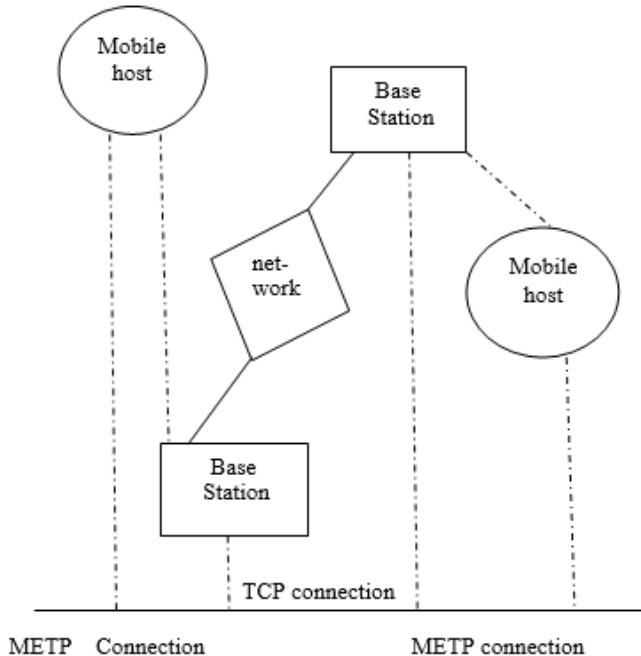 Mobile
host
Base
Station
net-
work
Mobile
host
Base
Station
TCP connection
METP Connection
METP connection